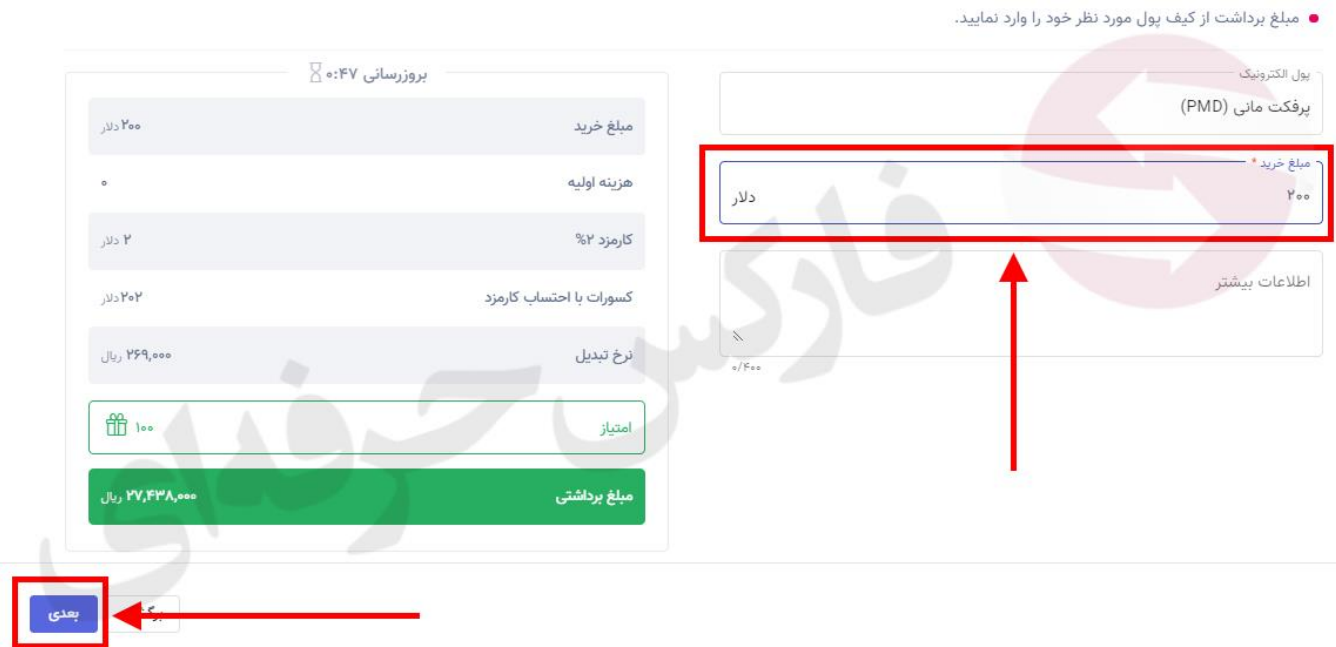 مبلغ برداشت از کیف پول مورد نظر خود را وارد نمایید.
پول الکترونیک
پرفکت مانی (PMD)
مبلغ خرید *
۲۰۰ دلار
اطلاعات بیشتر
۰/۴۰۰
بروزرسانی ۰:۴۷
مبلغ خرید ۲۰۰ دلار
هزینه اولیه ۰
کارمزد ۲% ۲ دلار
کسورات با احتساب کارمزد ۲۰۲ دلار
نرخ تبدیل ۲۶۹,۰۰۰ ریال
امتیاز ۱۰۰
مبلغ برداشتی ۲۷,۴۳۸,۰۰۰ ریال
بعدی
فارکس حرفه‌ای